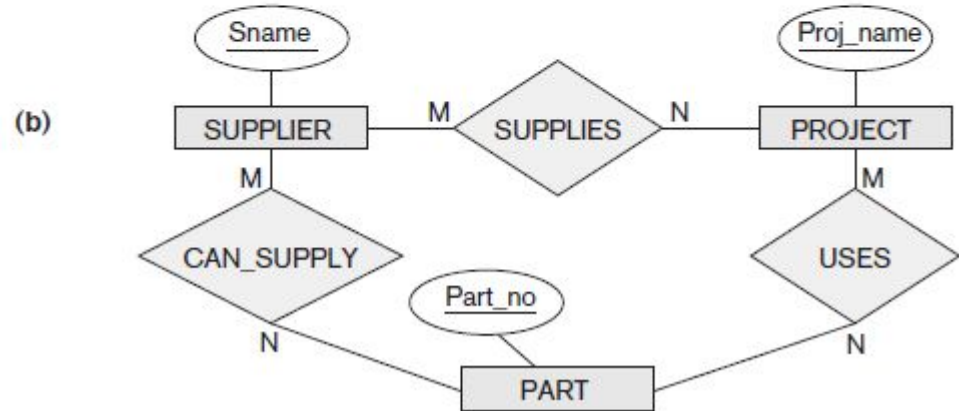 Sname
Proj_name
(b)
M
N
SUPPLIES
SUPPLIER
PROJECT
M
M
CAN_SUPPLY
USES
Part_no
N
N
PART